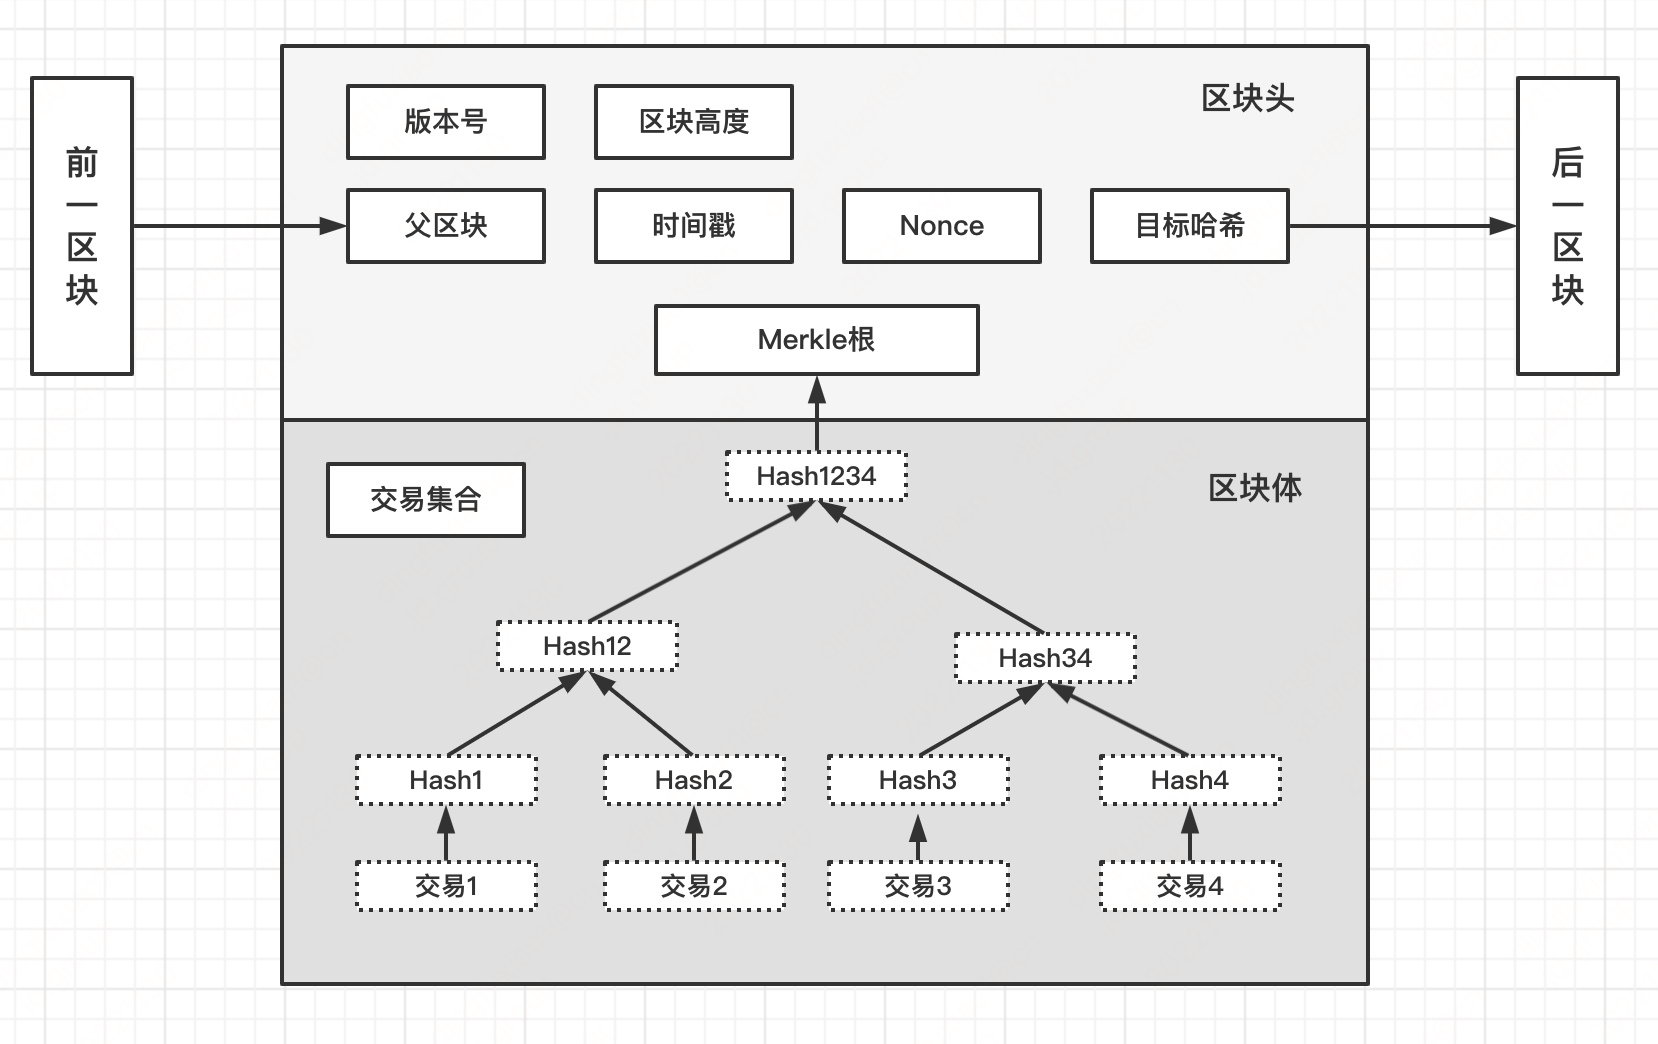 前一区块
区块头
版本号
区块高度
父区块
时间戳
Nonce
目标哈希
Merkle根
后一区块
区块体
交易集合
Hash1234
Hash12
Hash34
Hash1
Hash2
Hash3
Hash4
交易1
交易2
交易3
交易4